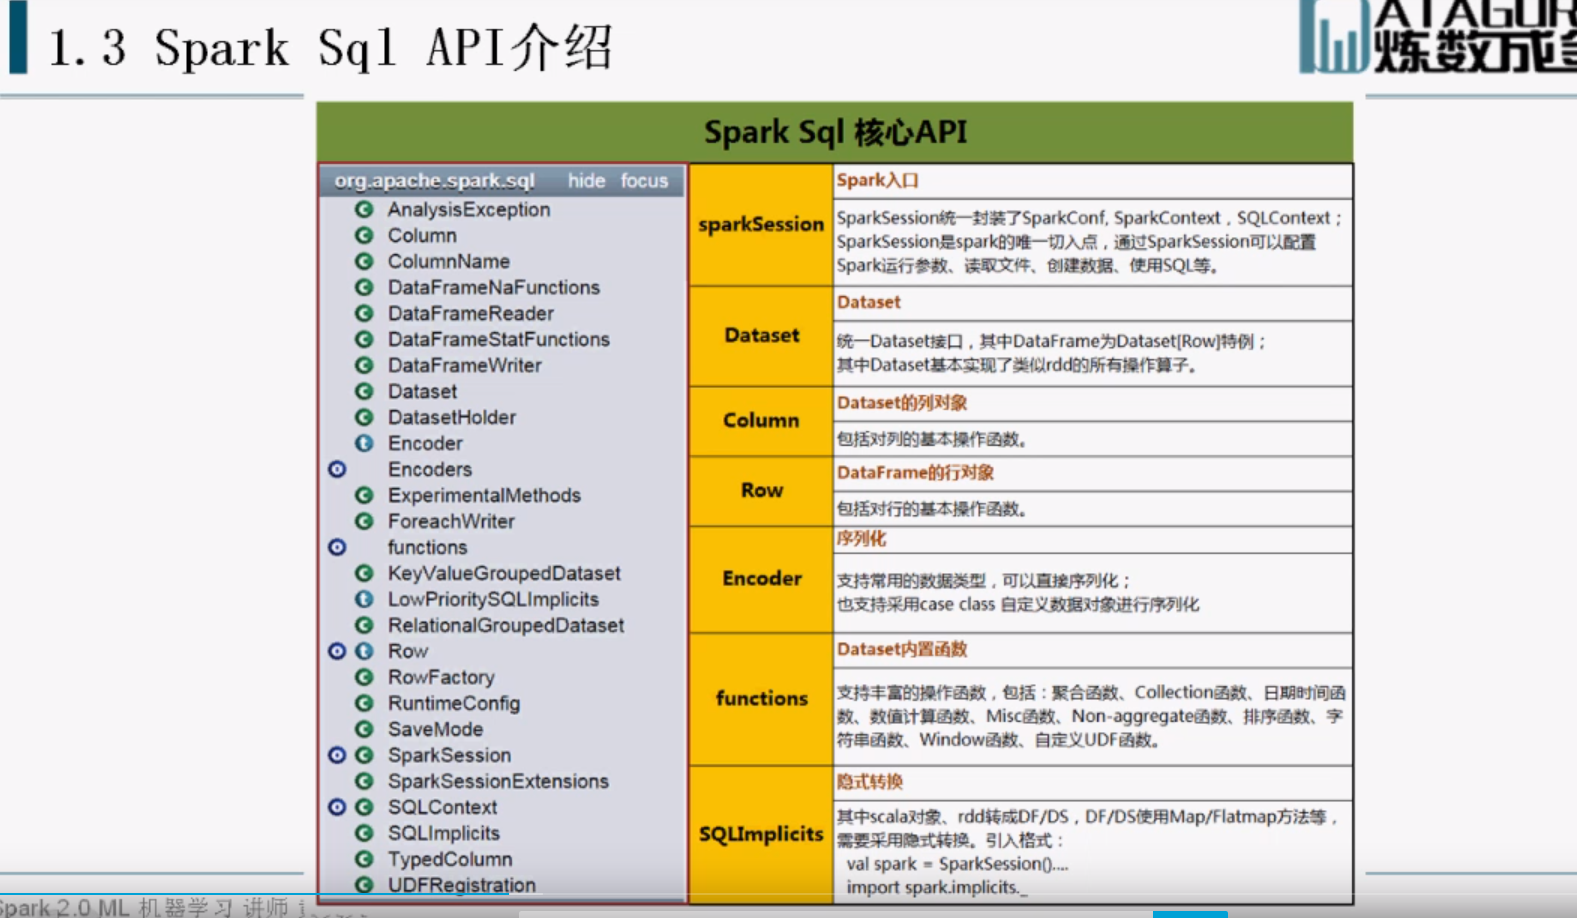 1.3 Spark Sql API介绍
炼数成金
Spark Sql 核心API
org.apache.spark.sql hide focus
AnalysisException
Column
ColumnName
DataFrameNaFunctions
DataFrameReader
DataFrameStatFunctions
DataFrameWriter
Dataset
DatasetHolder
Encoder
Encoders
ExperimentalMethods
ForeachWriter
functions
KeyValueGroupedDataset
LowPrioritySQLImplicits
RelationalGroupedDataset
Row
RowFactory
RuntimeConfig
SaveMode
SparkSession
SparkSessionExtensions
SQLContext
SQLImplicits
TypedColumn
UDFRegistration
sparkSession
Spark入口
SparkSession统一封装了SparkConf, SparkContext，SQLContext；
SparkSession是spark的唯一切入点，通过SparkSession可以配置
Spark运行参数、读取文件、创建数据、使用SQL等。
Dataset
Dataset
统一Dataset接口，其中DataFrame为Dataset[Row]特例；
其中Dataset基本实现了类似rdd的所有操作算子。
Column
Dataset的列对象
包括对列的基本操作函数。
Row
DataFrame的行对象
包括对行的基本操作函数。
Encoder
序列化
支持常用的数据类型，可以直接序列化；
也支持采用case class 自定义数据对象进行序列化
functions
Dataset内置函数
支持丰富的操作函数，包括：聚合函数、Collection函数、日期时间函
数、数值计算函数、Misc函数、Non-aggregate函数、排序函数、字
符串函数、Window函数、自定义UDF函数。
SQLImplicits
隐式转换
其中scala对象、rdd转成DF/DS，DF/DS使用Map/Flatmap方法等，
需要采用隐式转换。引入格式：
val spark = SparkSession()....
import spark.implicits._
Spark 2.0 ML 机器学习 讲师